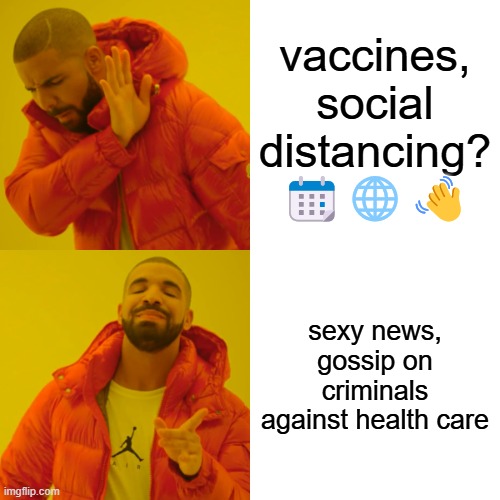 vaccines,
social
distancing?
📅 🌐 👋
sexy news,
gossip on
criminals
against health care
imgflip.com